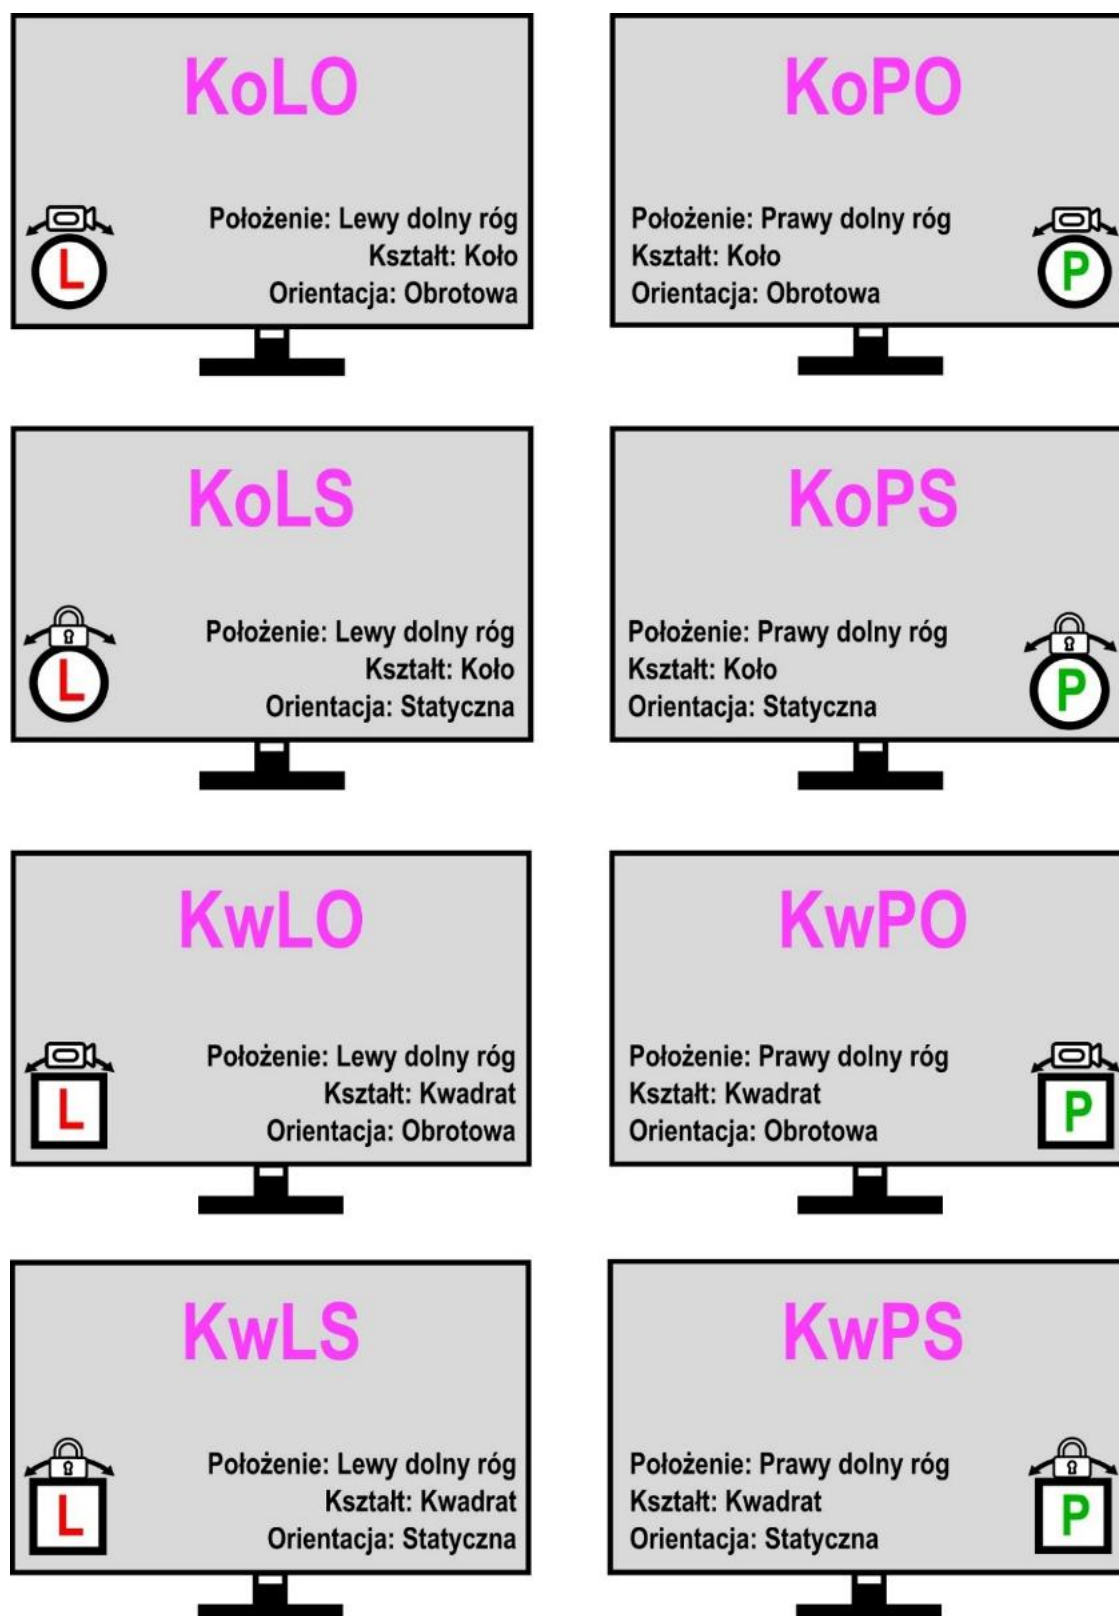 KoLO
Położenie: Lewy dolny róg
Kształt: Koło
Orientacja: Obrotowa
L
KoPO
Położenie: Prawy dolny róg
Kształt: Koło
Orientacja: Obrotowa
P
KoLS
Położenie: Lewy dolny róg
Kształt: Koło
Orientacja: Statyczna
L
KoPS
Położenie: Prawy dolny róg
Kształt: Koło
Orientacja: Statyczna
P
KwLO
Położenie: Lewy dolny róg
Kształt: Kwadrat
Orientacja: Obrotowa
L
KwPO
Położenie: Prawy dolny róg
Kształt: Kwadrat
Orientacja: Obrotowa
P
KwLS
Położenie: Lewy dolny róg
Kształt: Kwadrat
Orientacja: Statyczna
L
KwPS
Położenie: Prawy dolny róg
Kształt: Kwadrat
Orientacja: Statyczna
P